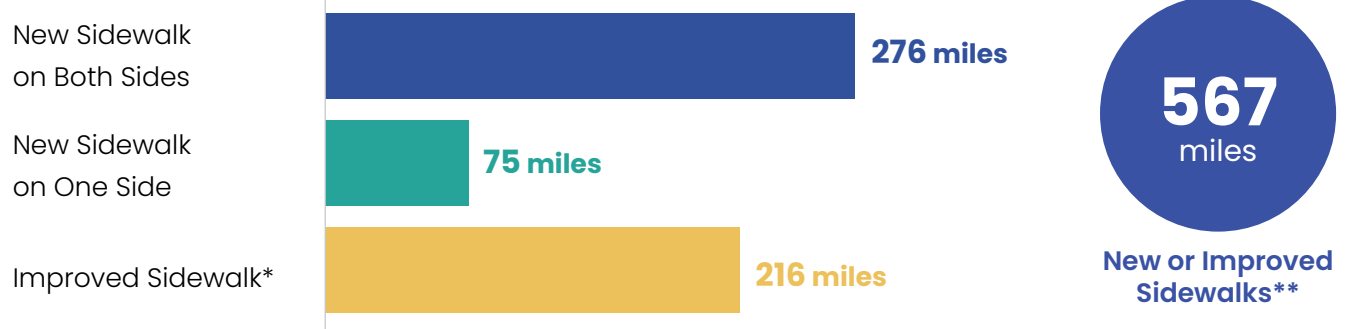 New Sidewalk
on Both Sides
276 miles
New Sidewalk
on One Side
75 miles
Improved Sidewalk*
216 miles
567
miles
New or Improved
Sidewalks**